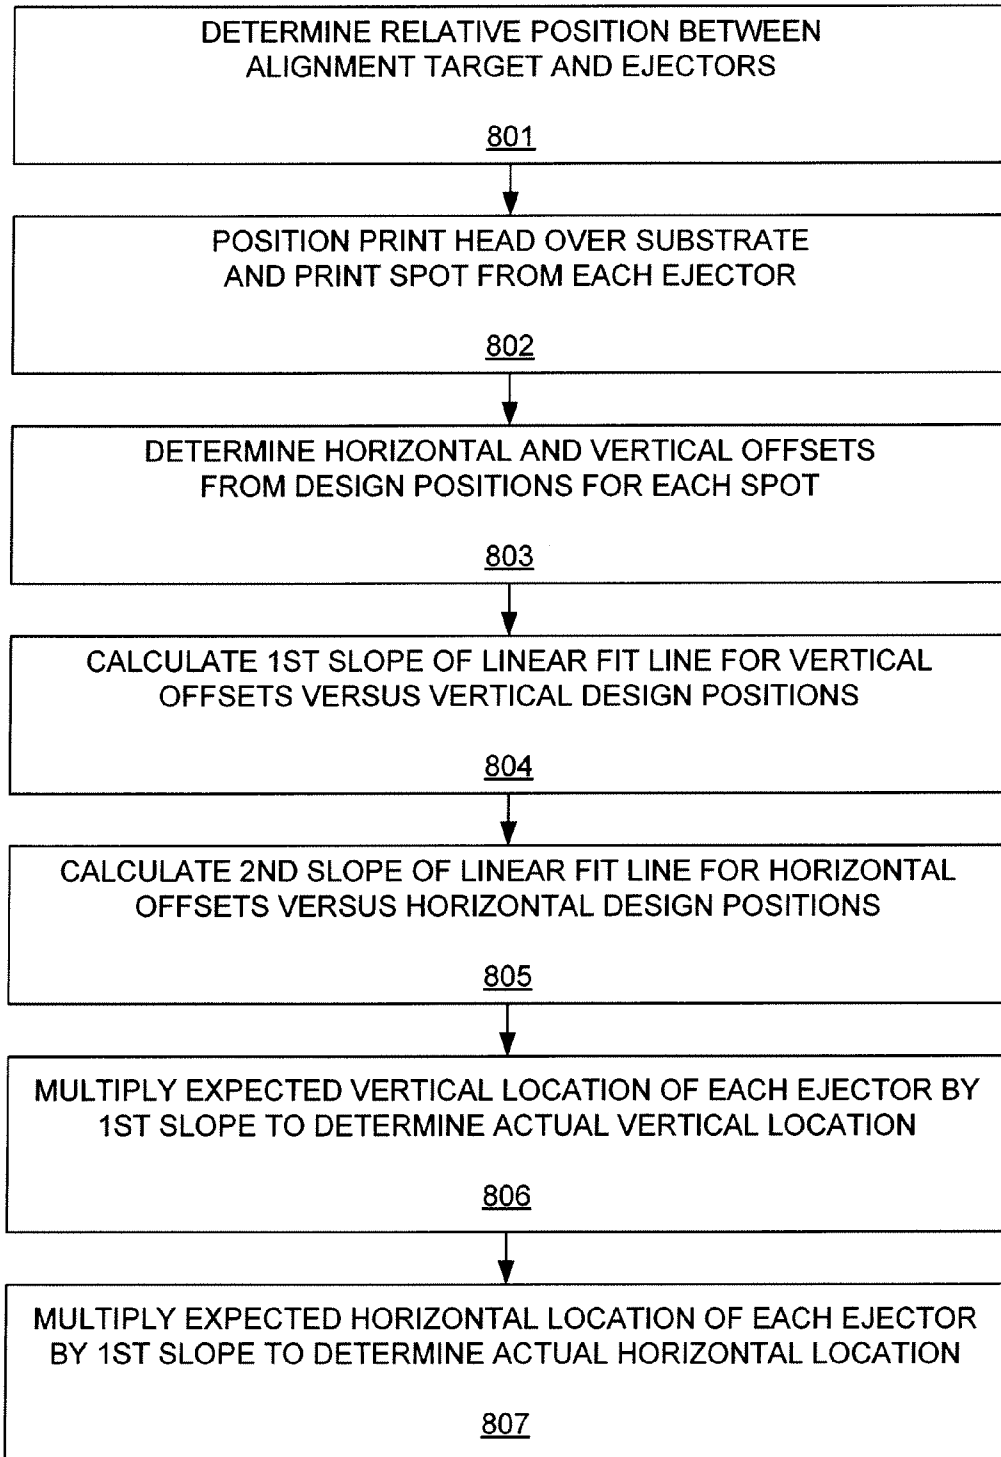 DETERMINE RELATIVE POSITION BETWEEN
ALIGNMENT TARGET AND EJECTORS
801
POSITION PRINT HEAD OVER SUBSTRATE
AND PRINT SPOT FROM EACH EJECTOR
802
DETERMINE HORIZONTAL AND VERTICAL OFFSETS
FROM DESIGN POSITIONS FOR EACH SPOT
803
CALCULATE 1ST SLOPE OF LINEAR FIT LINE FOR VERTICAL
OFFSETS VERSUS VERTICAL DESIGN POSITIONS
804
CALCULATE 2ND SLOPE OF LINEAR FIT LINE FOR HORIZONTAL
OFFSETS VERSUS HORIZONTAL DESIGN POSITIONS
805
MULTIPLY EXPECTED VERTICAL LOCATION OF EACH EJECTOR BY
1ST SLOPE TO DETERMINE ACTUAL VERTICAL LOCATION
806
MULTIPLY EXPECTED HORIZONTAL LOCATION OF EACH EJECTOR
BY 1ST SLOPE TO DETERMINE ACTUAL HORIZONTAL LOCATION
807